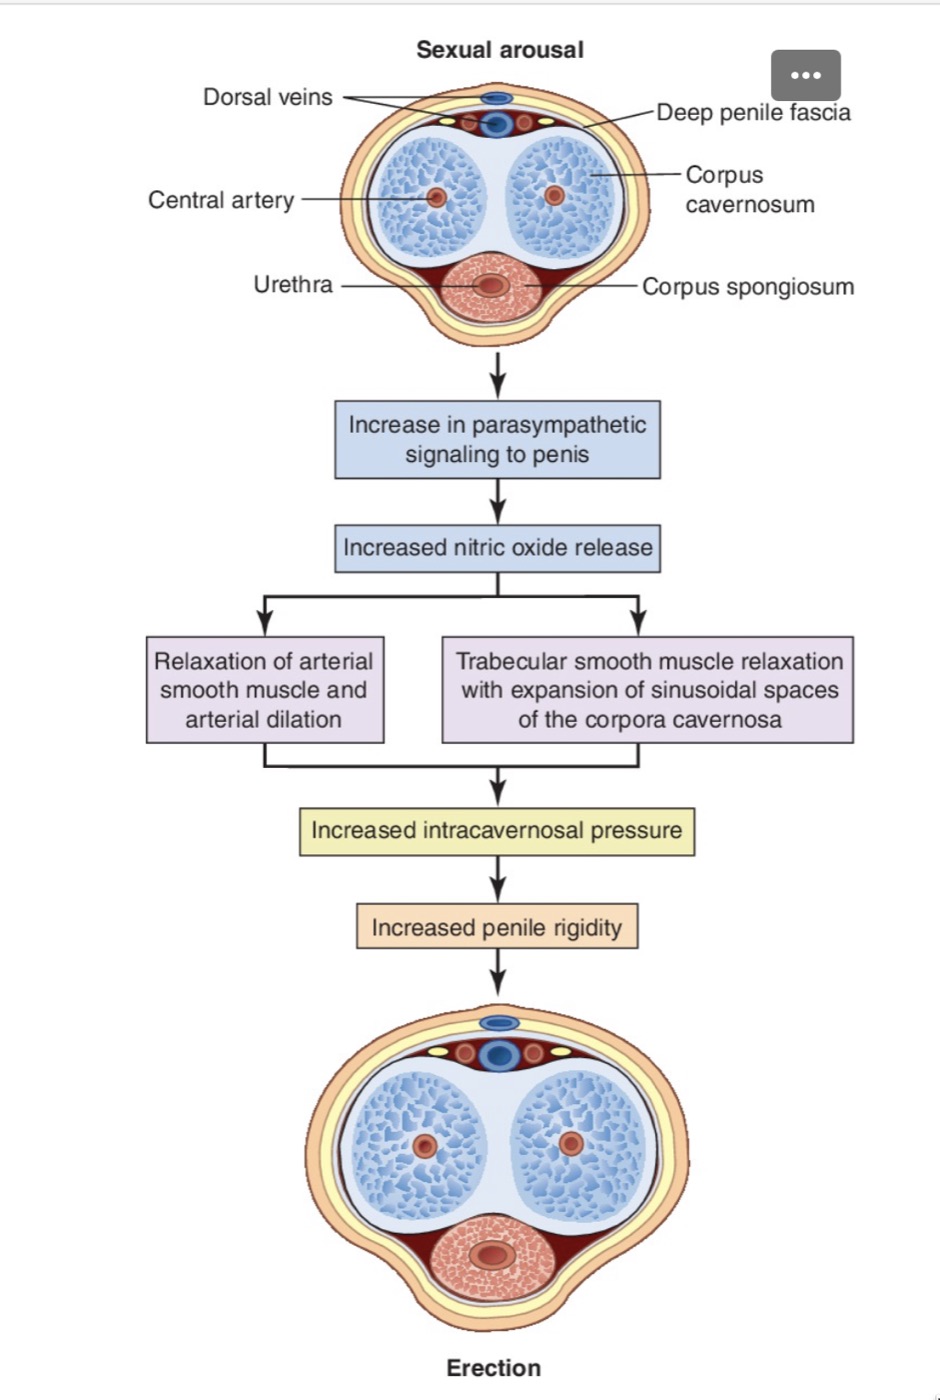 Sexual arousal
Dorsal veins
Deep penile fascia
Corpus
cavernosum
Central artery
Urethra
Corpus spongiosum
Increase in parasympathetic
signaling to penis
Increased nitric oxide release
Relaxation of arterial
smooth muscle and
arterial dilation
Trabecular smooth muscle relaxation
with expansion of sinusoidal spaces
of the corpora cavernosa
Increased intracavernosal pressure
Increased penile rigidity
Erection